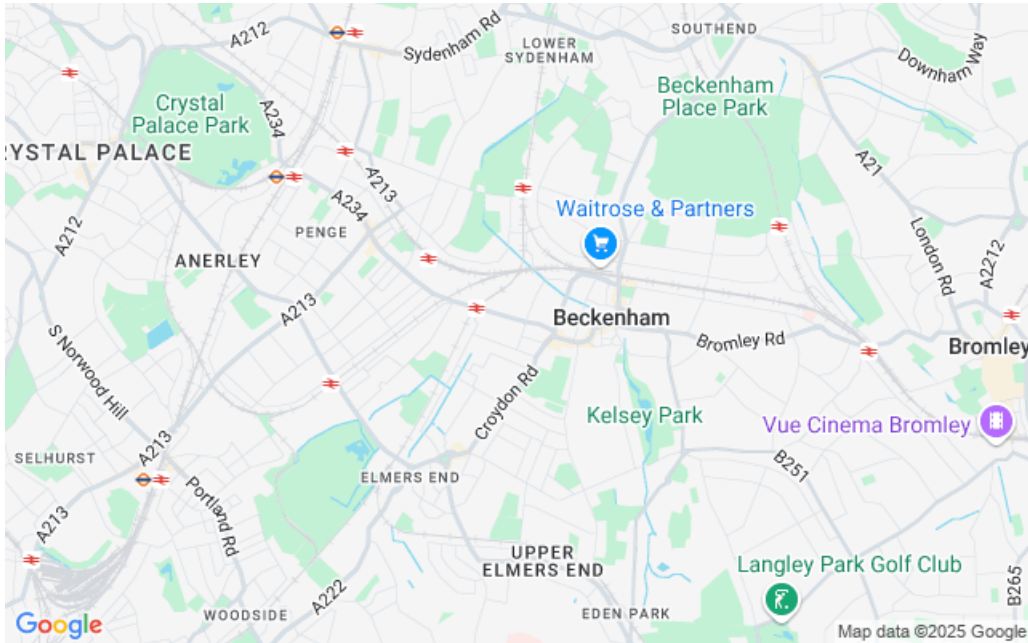 A212
Sydenham Rd
LOWER
SYDENHAM
SOUTHEND
Downham Way
Crystal
Palace Park
A234
Beckenham
Place Park
RYSTAL PALACE
A213
A21
A234
Waitrose & Partners
A212
PENGE
London Rd
A2212
ANERLEY
A213
S Norwood Hill
Beckenham
Bromley Rd
Bromley
Croydon Rd
Kelsey Park
Vue Cinema Bromley
A213
SELHURST
ELMERS END
B251
Portland Rd
A213
UPPER
ELMERS END
Langley Park Golf Club
A222
B265
WOODSIDE
EDEN PARK
Google
Map data ©2025 Google